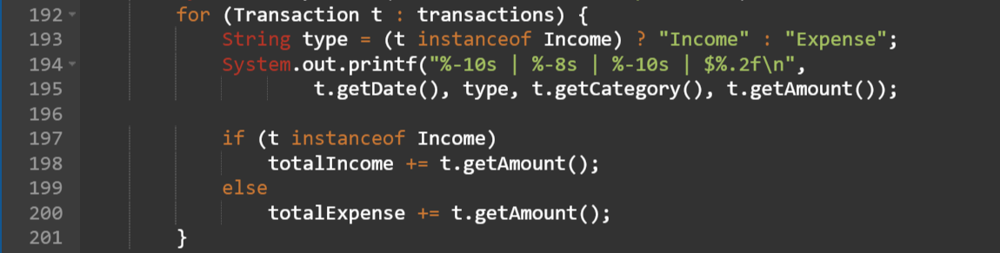 192 for (Transaction t : transactions) {
193 String type = (t instanceof Income) ? "Income" : "Expense";
194 System.out.printf("%-10s | %-8s | %-10s | $%.2f\n",
195 t.getDate(), type, t.getCategory(), t.getAmount());
196
197 if (t instanceof Income)
198 totalIncome += t.getAmount();
199 else
200 totalExpense += t.getAmount();
201 }